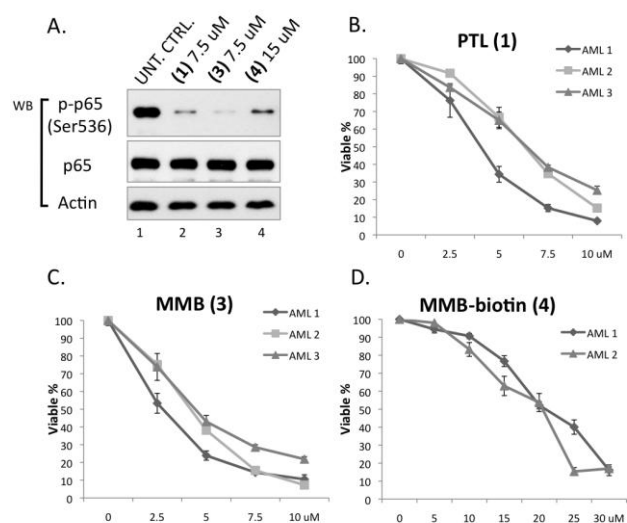 A.
UNT. CTRL.
(1) 7.5 uM
(3) 7.5 uM
(4) 15 uM
WB
p-p65
(Ser536)
p65
Actin
1 2 3 4
B.
PTL (1)
AML 1
AML 2
AML 3
Viable %
100
90
80
70
60
50
40
30
20
10
0
0 2.5 5 7.5 10 uM
C.
MMB (3)
AML 1
AML 2
AML 3
Viable %
100
90
80
70
60
50
40
30
20
10
0
0 2.5 5 7.5 10 uM
D.
MMB-biotin (4)
AML 1
AML 2
Viable %
100
90
80
70
60
50
40
30
20
10
0
0 5 10 15 20 25 30 uM